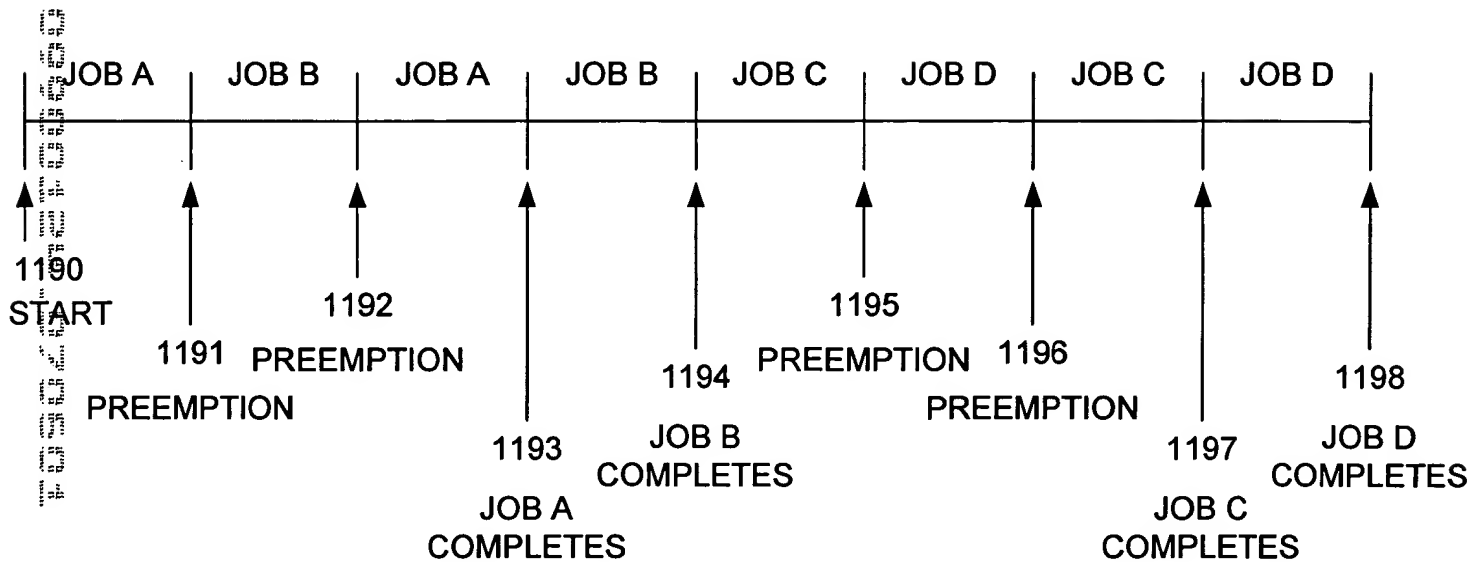 JOB A JOB B JOB A JOB B JOB C JOB D JOB C JOB D
1190
START
1191
PREEMPTION
1192
PREEMPTION
1193
JOB A
COMPLETES
1194
JOB B
COMPLETES
1195
PREEMPTION
1196
PREEMPTION
1197
JOB C
COMPLETES
1198
JOB D
COMPLETES